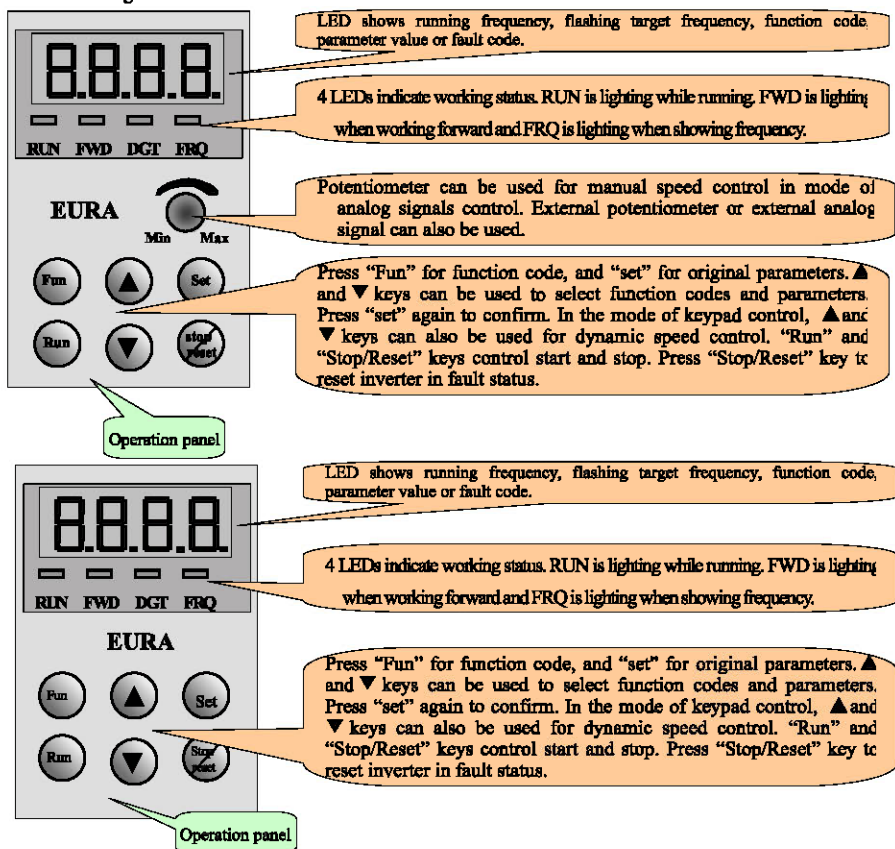 LED shows running frequency, flashing target frequency, function code,
parameter value or fault code.
8.8.8.8.
4 LEDs indicate working status. RUN is lighting while running. FWD is lighting
when working forward and FRQ is lighting when showing frequency.
RUN FWD DGT FRQ
Potentiometer can be used for manual speed control in mode of
analog signals control. External potentiometer or external analog
signal can also be used.
EURA
Min Max
Press “Fun” for function code, and “set” for original parameters. ▲
and ▼ keys can be used to select function codes and parameters.
Press “set” again to confirm. In the mode of keypad control, ▲ and
▼ keys can also be used for dynamic speed control. “Run” and
“Stop/Reset” keys control start and stop. Press “Stop/Reset” key to
reset inverter in fault status.
Fun ▲ Set
Run ▼ stop/reset
Operation panel
LED shows running frequency, flashing target frequency, function code,
parameter value or fault code.
8.8.8.8.
4 LEDs indicate working status. RUN is lighting while running. FWD is lighting
when working forward and FRQ is lighting when showing frequency.
RUN FWD DGT FRQ
EURA
Press “Fun” for function code, and “set” for original parameters. ▲
and ▼ keys can be used to select function codes and parameters.
Press “set” again to confirm. In the mode of keypad control, ▲ and
▼ keys can also be used for dynamic speed control. “Run” and
“Stop/Reset” keys control start and stop. Press “Stop/Reset” key to
reset inverter in fault status.
Fun ▲ Set
Run ▼ Stop/reset
Operation panel